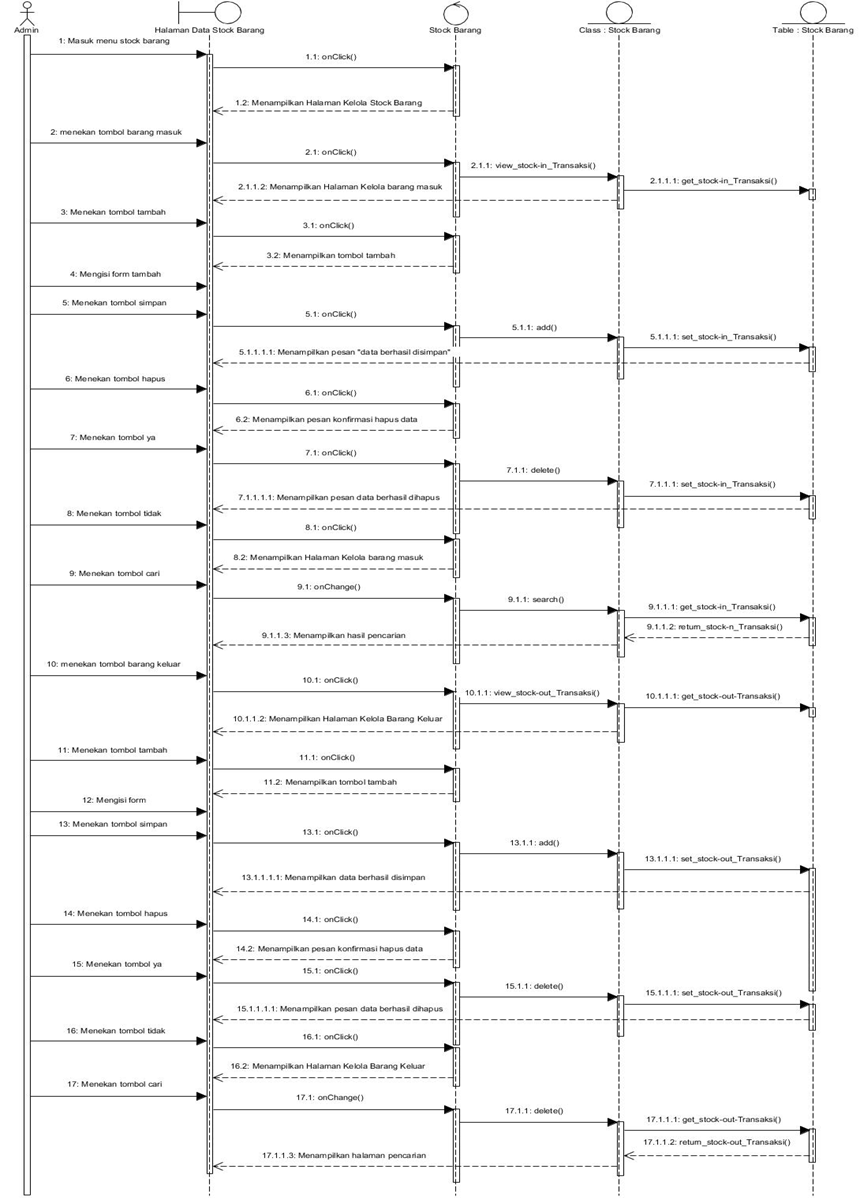 Admin
Halaman Data Stock Barang
Stock Barang
Class : Stock Barang
Table : Stock Barang
1: Masuk menu stock barang
1.1: onClick()
1.2: Menampilkan Halaman Kelola Stock Barang
2: menekan tombol barang masuk
2.1: onClick()
2.1.1: view_stock-in_Transaksi()
2.1.1.1: get_stock-in_Transaksi()
2.1.1.2: Menampilkan Halaman Kelola barang masuk
3: Menekan tombol tambah
3.1: onClick()
3.2: Menampilkan tombol tambah
4: Mengisi form tambah
5: Menekan tombol simpan
5.1: onClick()
5.1.1: add()
5.1.1.1: set_stock-in_Transaksi()
5.1.1.1.1: Menampilkan pesan "data berhasil disimpan"
6: Menekan tombol hapus
6.1: onClick()
6.2: Menampilkan pesan konfirmasi hapus data
7: Menekan tombol ya
7.1: onClick()
7.1.1: delete()
7.1.1.1: set_stock-in_Transaksi()
7.1.1.1.1: Menampilkan pesan data berhasil dihapus
8: Menekan tombol tidak
8.1: onClick()
8.2: Menampilkan Halaman Kelola barang masuk
9: Menekan tombol cari
9.1: onChange()
9.1.1: search()
9.1.1.1: get_stock-in_Transaksi()
9.1.1.2: return_stock-n_Transaksi()
9.1.1.3: Menampilkan hasil pencarian
10: menekan tombol barang keluar
10.1: onClick()
10.1.1: view_stock-out_Transaksi()
10.1.1.1: get_stock-out-Transaksi()
10.1.1.2: Menampilkan Halaman Kelola Barang Keluar
11: Menekan tombol tambah
11.1: onClick()
11.2: Menampilkan tombol tambah
12: Mengisi form
13: Menekan tombol simpan
13.1: onClick()
13.1.1: add()
13.1.1.1: set_stock-out_Transaksi()
13.1.1.1.1: Menampilkan data berhasil disimpan
14: Menekan tombol hapus
14.1: onClick()
14.2: Menampilkan pesan konfirmasi hapus data
15: Menekan tombol ya
15.1: onClick()
15.1.1: delete()
15.1.1.1: set_stock-out_Transaksi()
15.1.1.1.1: Menampilkan pesan data berhasil dihapus
16: Menekan tombol tidak
16.1: onClick()
16.2: Menampilkan Halaman Kelola Barang Keluar
17: Menekan tombol cari
17.1: onChange()
17.1.1: delete()
17.1.1.1: get_stock-out-Transaksi()
17.1.1.2: return_stock-out_Transaksi()
17.1.1.3: Menampilkan halaman pencarian